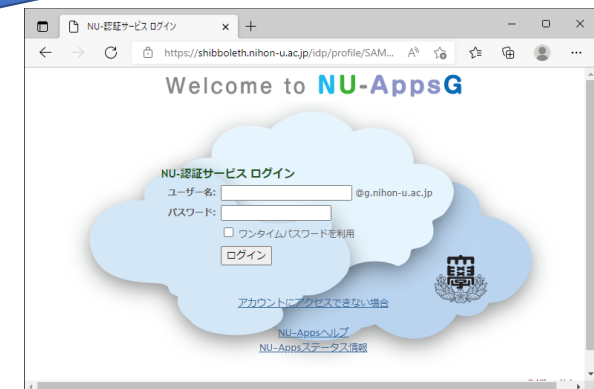 NU-認証サービス ログイン
https://shibboleth.nihon-u.ac.jp/idp/profile/SAM...
Welcome to NU-AppsG
NU-認証サービス ログイン
ユーザー名: @g.nihon-u.ac.jp
パスワード:
ワンタイムパスワードを利用
ログイン
アカウントにアクセスできない場合
NU-Appsヘルプ
NU-Appsステータス情報